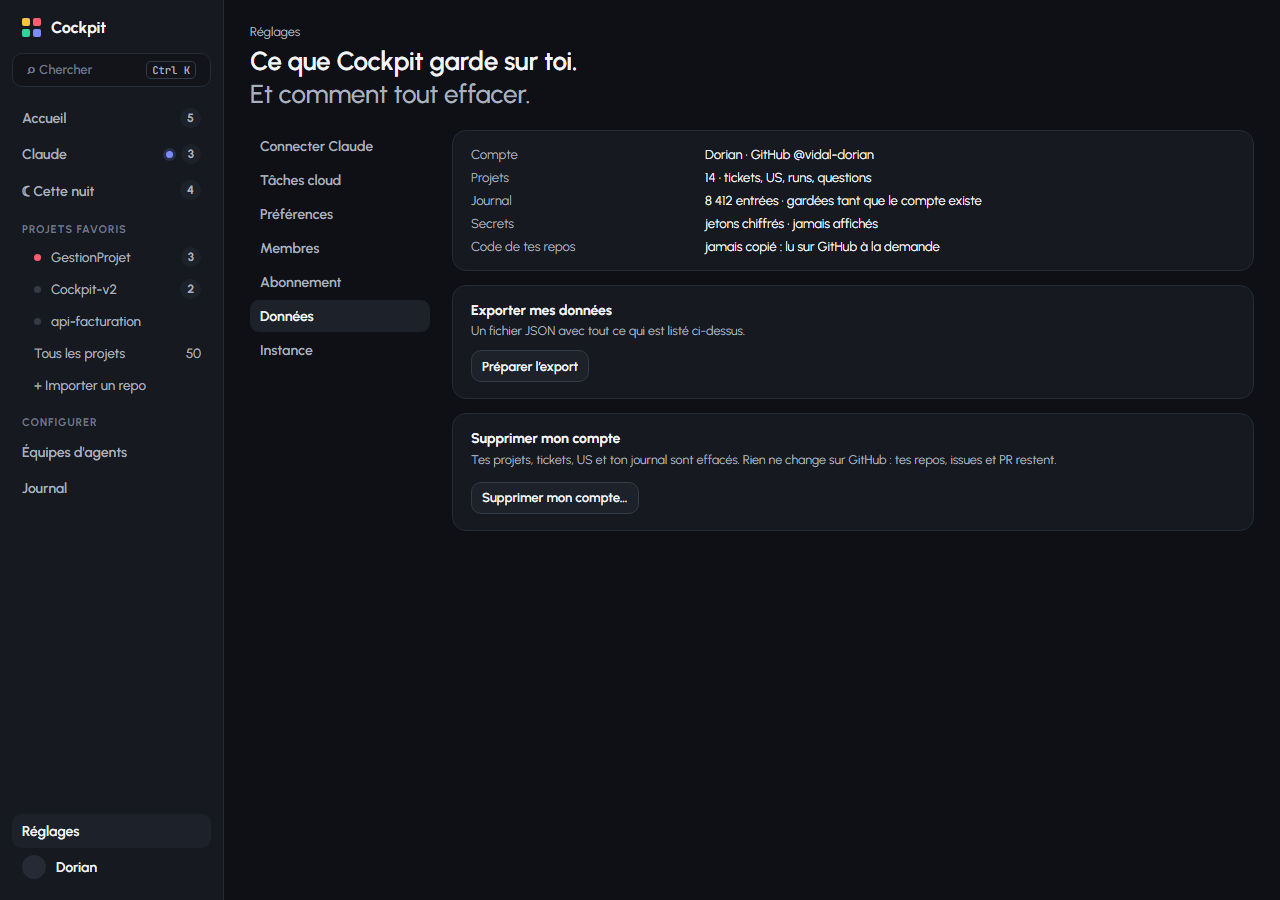 Cockpit
Chercher Ctrl K
Accueil 5
Claude 3
Cette nuit 4
PROJETS FAVORIS
GestionProjet 3
Cockpit-v2 2
api-facturation
Tous les projets 50
+ Importer un repo
CONFIGURER
Équipes d'agents
Journal
Réglages
Dorian
Réglages
Ce que Cockpit garde sur toi.
Et comment tout effacer.
Connecter Claude
Tâches cloud
Préférences
Membres
Abonnement
Données
Instance
Compte Dorian · GitHub @vidal-dorian
Projets 14 · tickets, US, runs, questions
Journal 8 412 entrées · gardées tant que le compte existe
Secrets jetons chiffrés · jamais affichés
Code de tes repos jamais copié : lu sur GitHub à la demande
Exporter mes données
Un fichier JSON avec tout ce qui est listé ci-dessus.
Préparer l'export
Supprimer mon compte
Tes projets, tickets, US et ton journal sont effacés. Rien ne change sur GitHub : tes repos, issues et PR restent.
Supprimer mon compte…